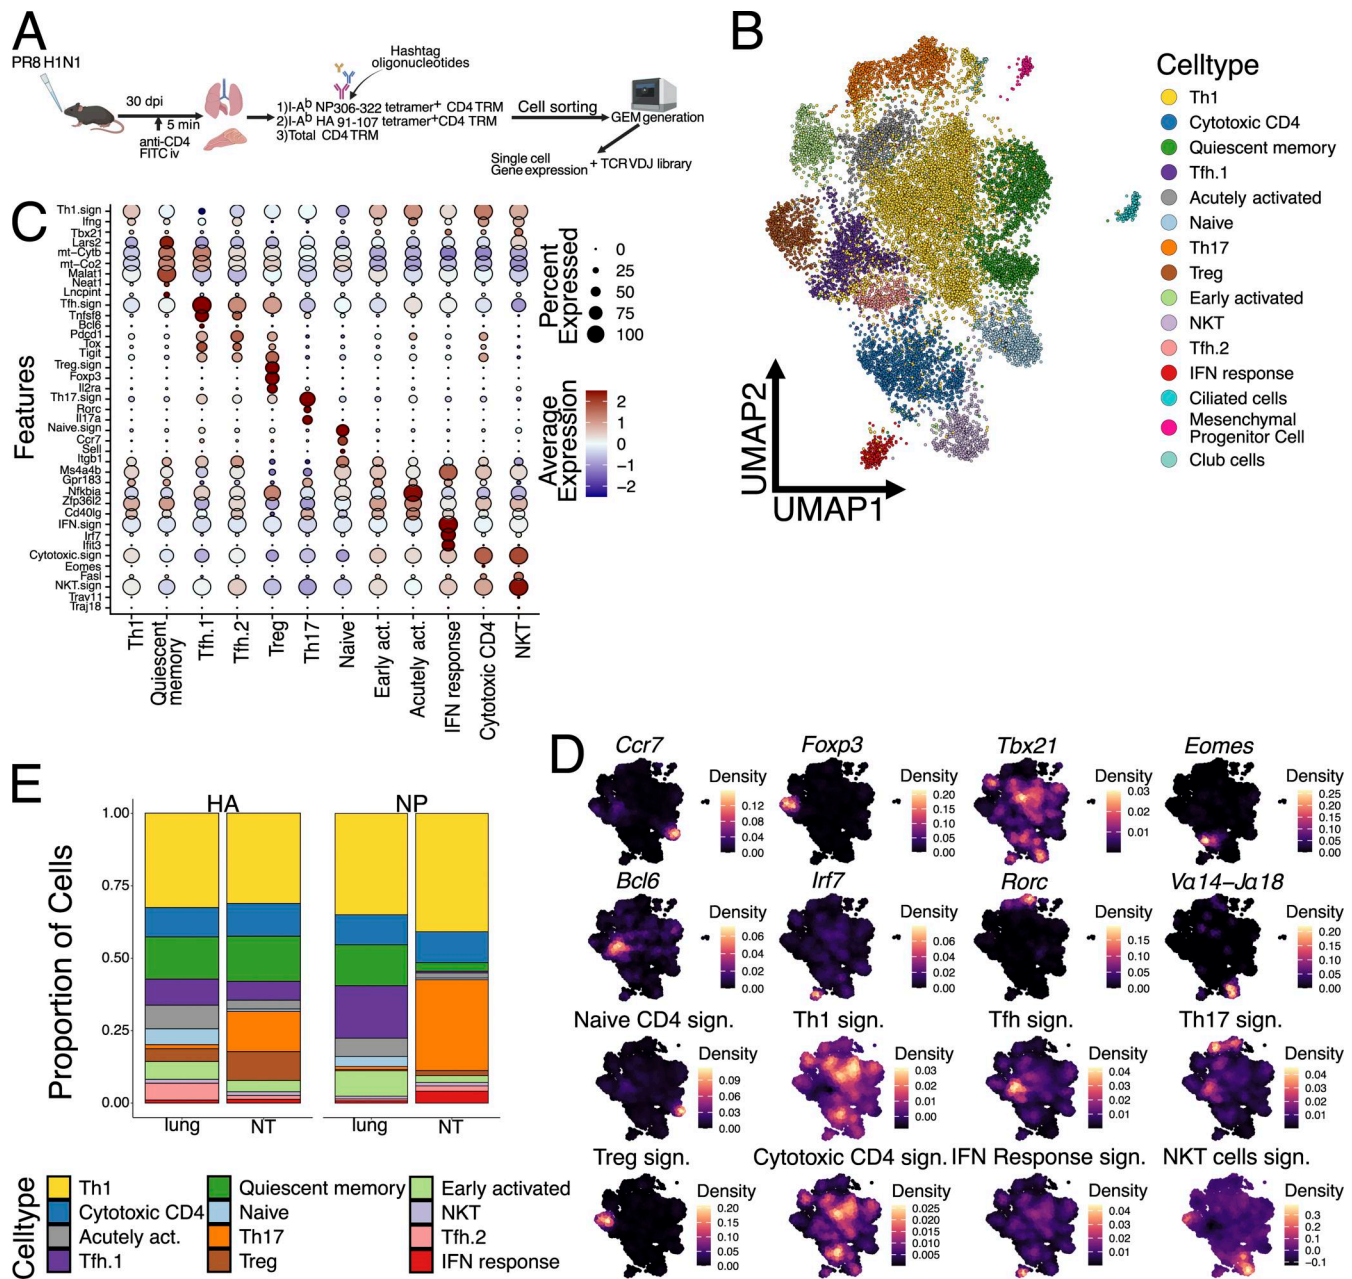 A
PR8 H1N1
30 dpi
5 min
anti-CD4
FITC iv
Hashtag
oligonucleotides
1)I-Ab NP306-322 tetramer+ CD4 TRM
2)I-Ab HA 91-107 tetramer+CD4 TRM
3)Total CD4 TRM
Cell sorting
GEM generation
Single cell
Gene expression
+ TCR VDJ library
B
UMAP2
UMAP1
Celltype
Th1
Cytotoxic CD4
Quiescent memory
Tfh.1
Acutely activated
Naive
Th17
Treg
Early activated
NKT
Tfh.2
IFN response
Ciliated cells
Mesenchymal
Progenitor Cell
Club cells
C
Features
Th1.sign
Ifng
Tbx21
Lars2
mt-Cytb
mt-Co2
Malat1
Neat1
Lncpint
Tfh.sign
Tnfsf8
Bcl6
Pdcd1
Tox
Tigit
Treg.sign
Foxp3
Il2ra
Th17.sign
Rorc
Il17a
Naive.sign
Ccr7
Sell
Itgb1
Ms4a4b
Gpr183
Nfkbia
Zfp36l2
Cd40lg
IFN.sign
Irf7
Ifit3
Cytotoxic.sign
Eomes
Fasl
NKT.sign
Trav11
Traj18
Th1
Quiescent
memory
Tfh.1
Tfh.2
Treg
Th17
Naive
Early act.
Acutely act.
IFN response
Cytotoxic CD4
NKT
Percent
Expressed
0
25
50
75
100
Average
Expression
2
1
0
−1
−2
D
Ccr7
Density
0.12
0.08
0.04
0.00
Foxp3
Density
0.20
0.15
0.10
0.05
0.00
Tbx21
Density
0.03
0.02
0.01
Eomes
Density
0.25
0.20
0.15
0.10
0.05
0.00
Bcl6
Density
0.06
0.04
0.02
0.00
Irf7
Density
0.06
0.04
0.02
0.00
Rorc
Density
0.15
0.10
0.05
0.00
Vα14−Jα18
Density
0.20
0.15
0.10
0.05
0.00
Naive CD4 sign.
Density
0.09
0.06
0.03
0.00
Th1 sign.
Density
0.03
0.02
0.01
0.00
Tfh sign.
Density
0.04
0.03
0.02
0.01
Th17 sign.
Density
0.04
0.03
0.02
0.01
Treg sign.
Density
0.20
0.15
0.10
0.05
0.00
Cytotoxic CD4 sign.
Density
0.025
0.020
0.015
0.010
0.005
IFN Response sign.
Density
0.04
0.03
0.02
0.01
NKT cells sign.
Density
0.3
0.2
0.1
0.0
−0.1
E
Proportion of Cells
1.00
0.75
0.50
0.25
0.00
HA
NP
lung
NT
lung
NT
Celltype
Th1
Cytotoxic CD4
Acutely act.
Tfh.1
Quiescent memory
Naive
Th17
Treg
Early activated
NKT
Tfh.2
IFN response